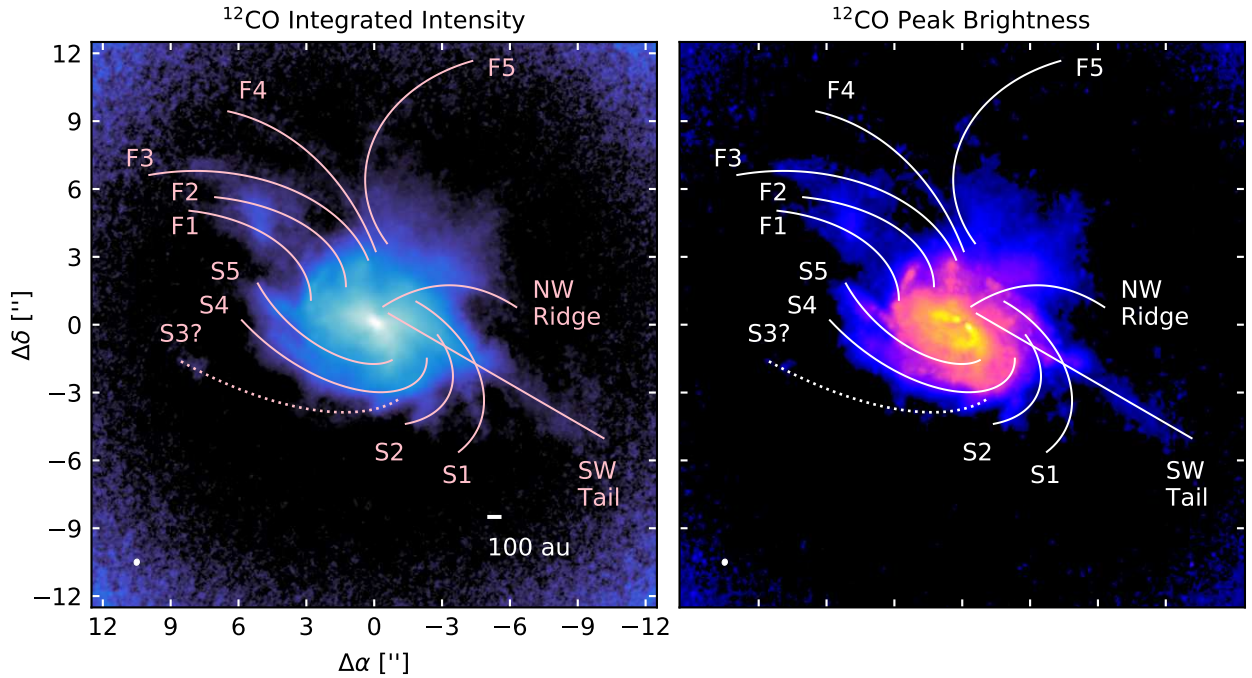 ¹²CO Integrated Intensity
¹²CO Peak Brightness
12
9
6
3
0
−3
−6
−9
−12
Δδ ['']
F5
F4
F3
F2
F1
S5
S4
S3?
NW
Ridge
S2
S1
SW
Tail
100 au
12
9
6
3
0
−3
−6
−9
−12
Δα ['']
F5
F4
F3
F2
F1
S5
S4
S3?
NW
Ridge
S2
S1
SW
Tail